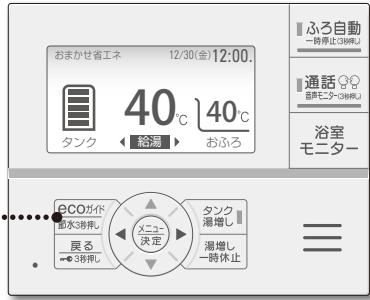 おまかせ省エネ 12/30(金)12:00.
40℃ 40℃
タンク 給湯 おふろ
ふろ自動
一時停止(3秒押し)
通話
音声モニター(3秒押し)
浴室
モニター
ecoガイド
節水3秒押し
戻る
3秒押し
メニュー
決定
タンク
湯増し
湯増し
一時休止